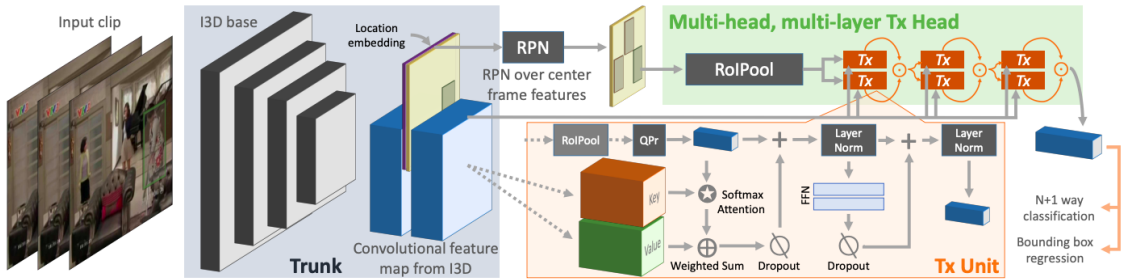 Input clip
I3D base
Location
embedding
RPN
RPN over center
frame features
Convolutional feature
map from I3D
Trunk
Multi-head, multi-layer Tx Head
RoIPool
Tx
Tx
Tx
Tx
Tx
Tx
RoIPool
QPr
Layer
Norm
Layer
Norm
Key
Value
Softmax
Attention
Weighted Sum
Dropout
FFN
Dropout
Tx Unit
N+1 way
classification
Bounding box
regression